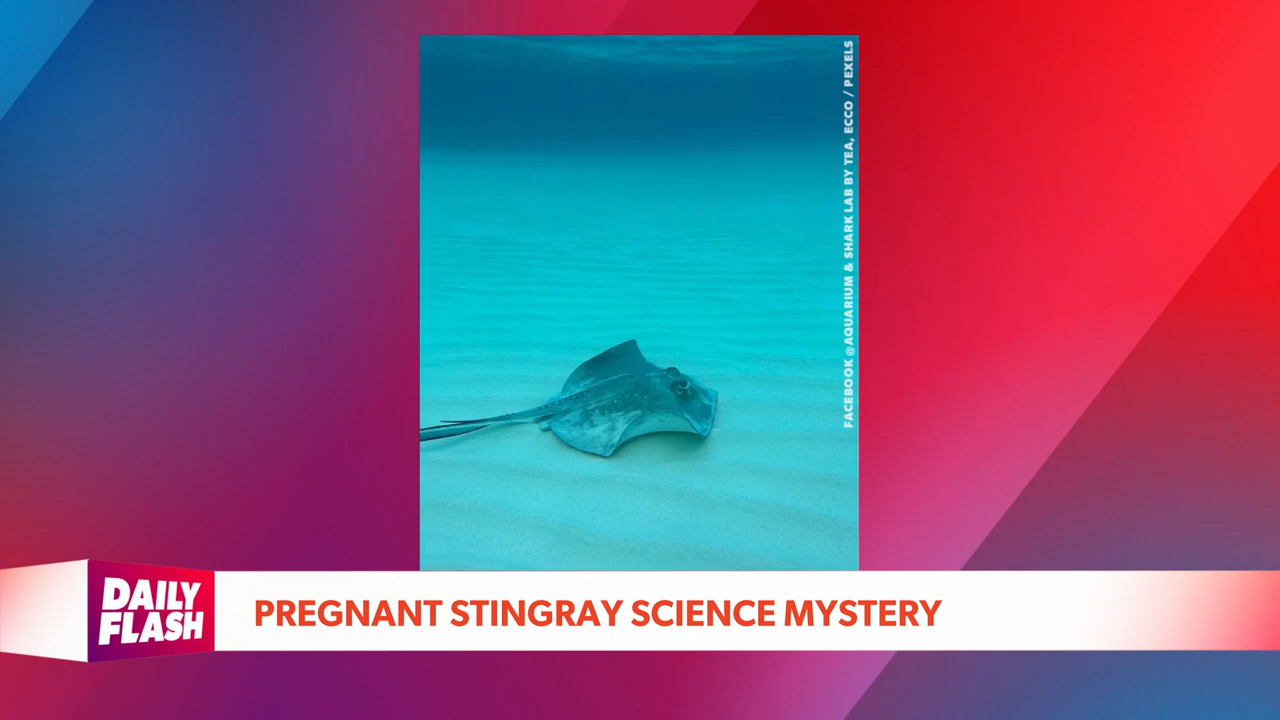 FACEBOOK @AQUARIUM & SHARK LAB BY TEA, ECCO / PEXELS
DAILY
FLASH
PREGNANT STINGRAY SCIENCE MYSTERY